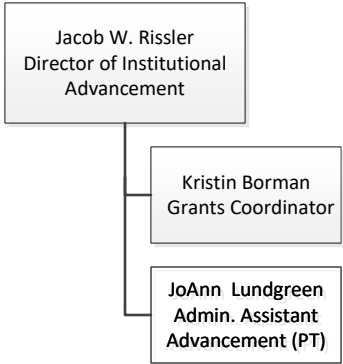 Jacob W. Rissler
Director of Institutional
Advancement
Kristin Borman
Grants Coordinator
JoAnn  Lundgreen
Admin. Assistant
Advancement (PT)